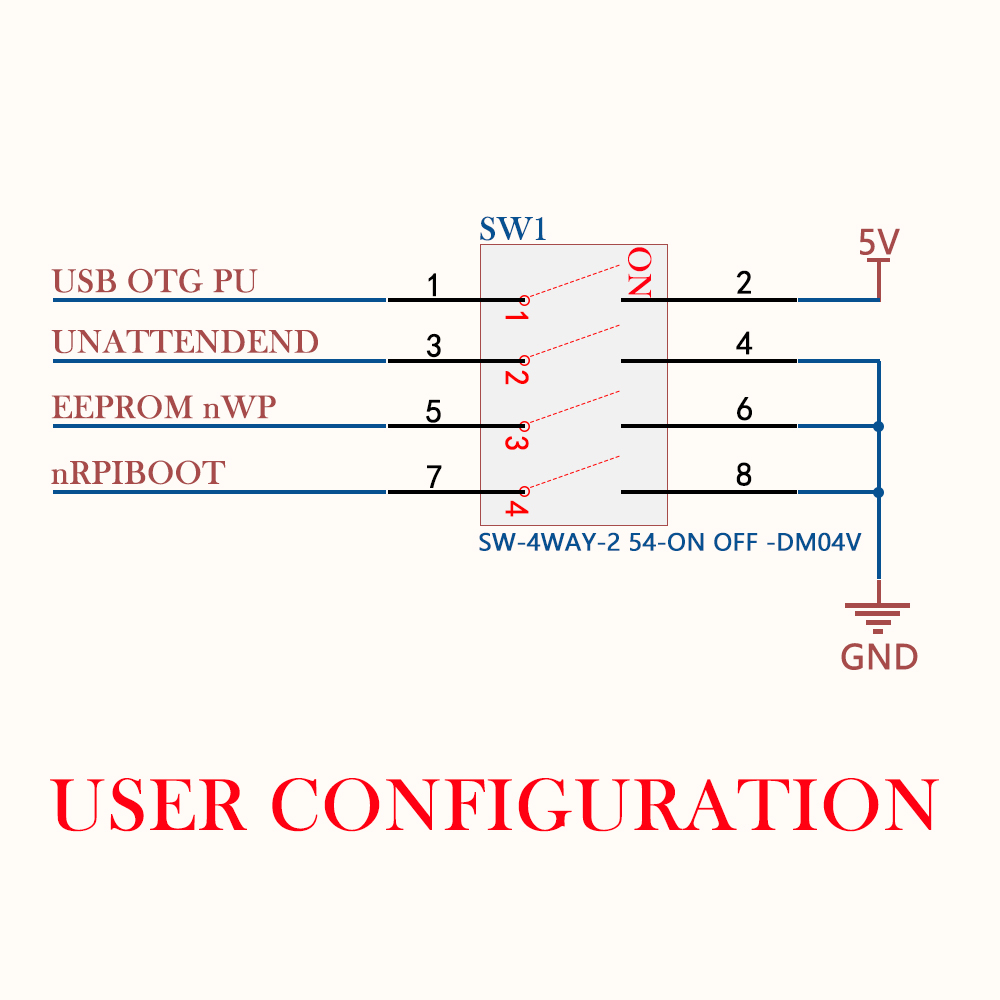 SW1
5V
ON
USB OTG PU 1 2
1
UNATTENDEND 3 4
2
EEPROM nWP 5 6
3
nRPIBOOT 7 8
4
SW-4WAY-2 54-ON OFF -DM04V
GND
USER CONFIGURATION